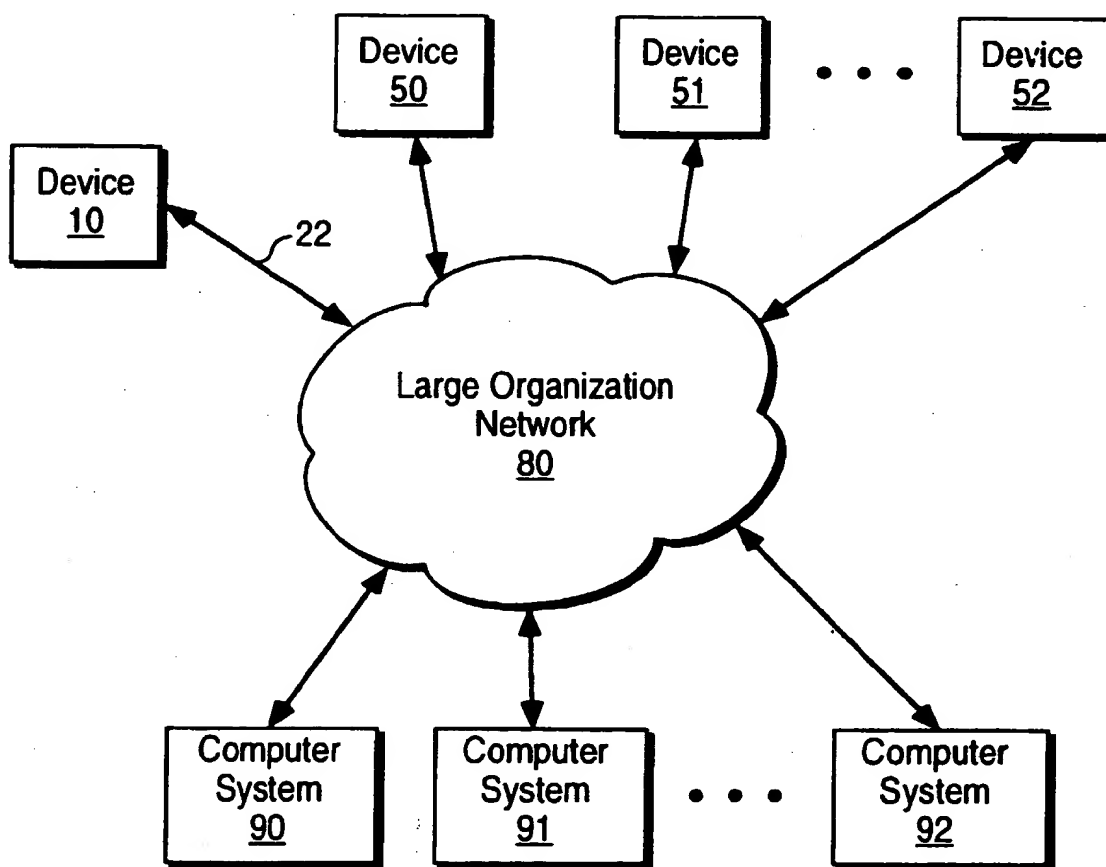 Device
50
Device
51
Device
52
Device
10
22
Large Organization
Network
80
Computer
System
90
Computer
System
91
Computer
System
92